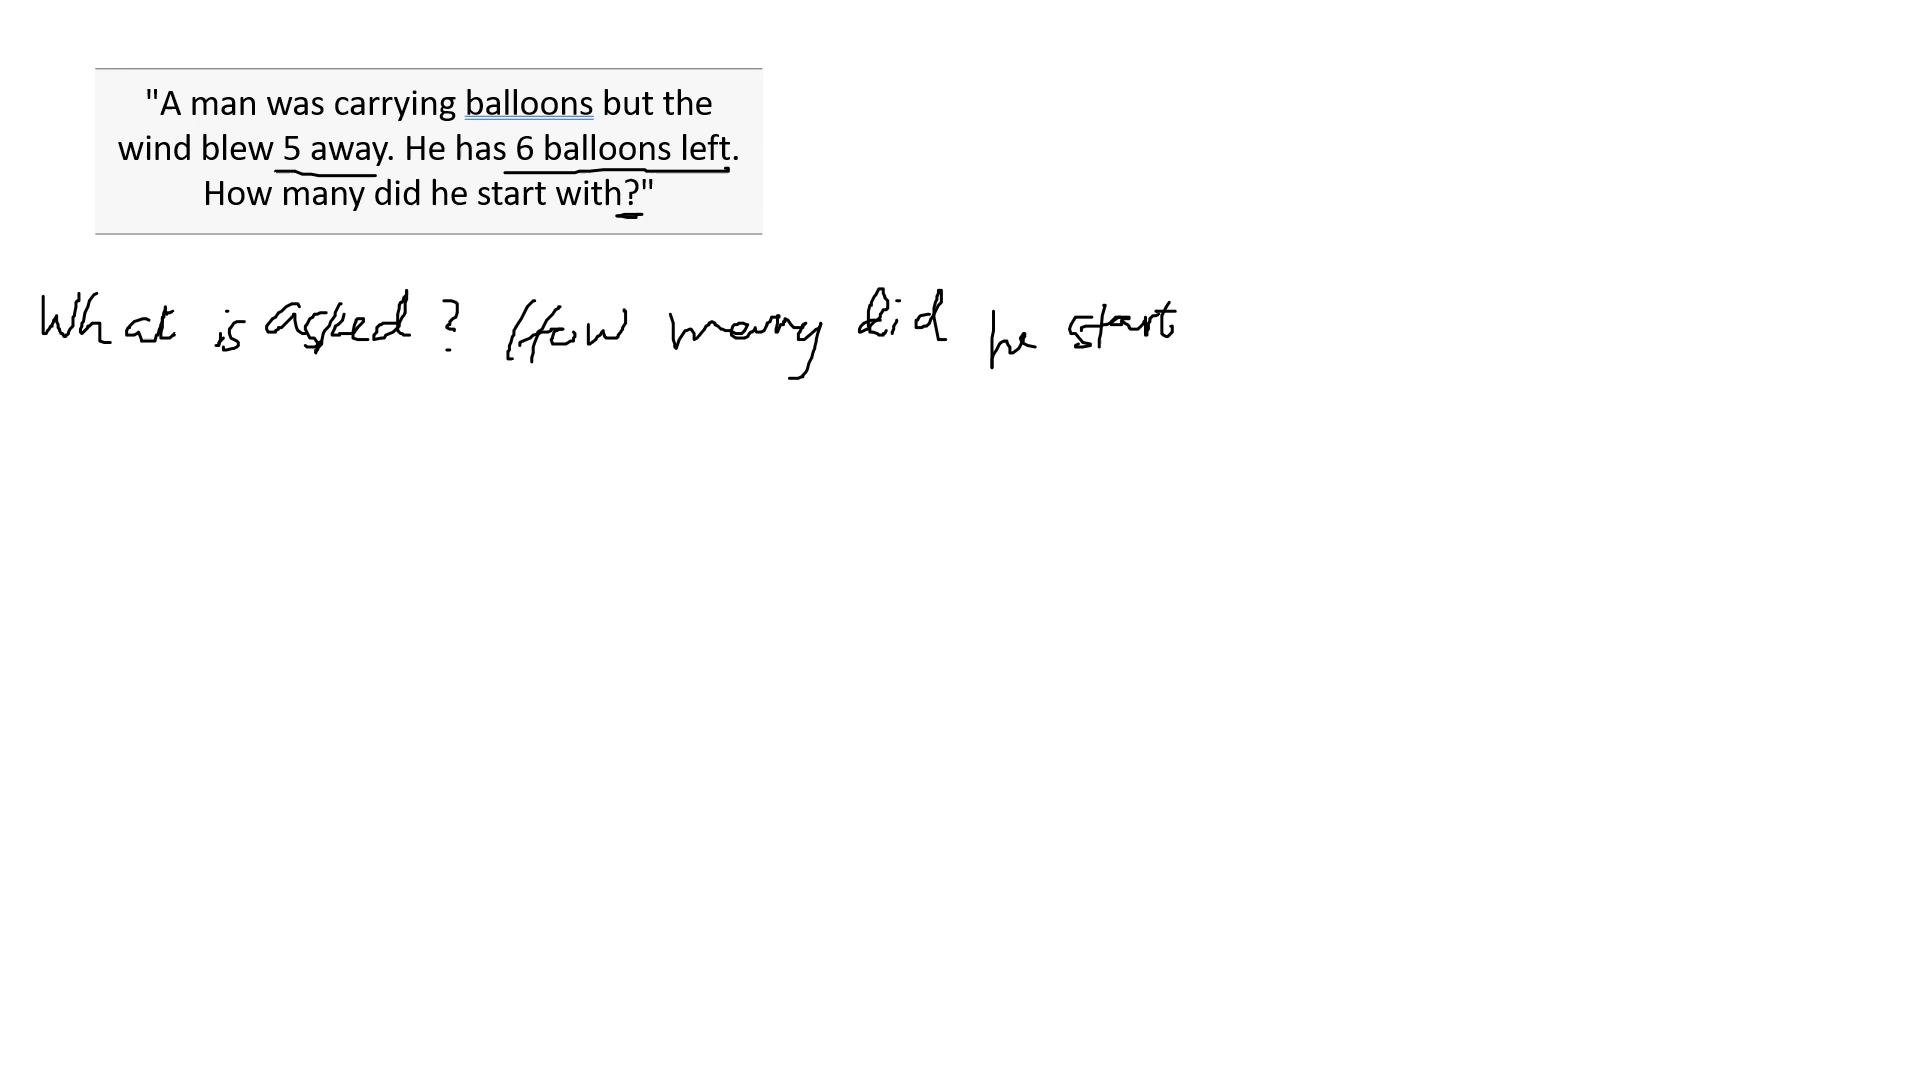 "A man was carrying balloons but the
wind blew 5 away. He has 6 balloons left.
How many did he start with?"
What is asked? How many did he start